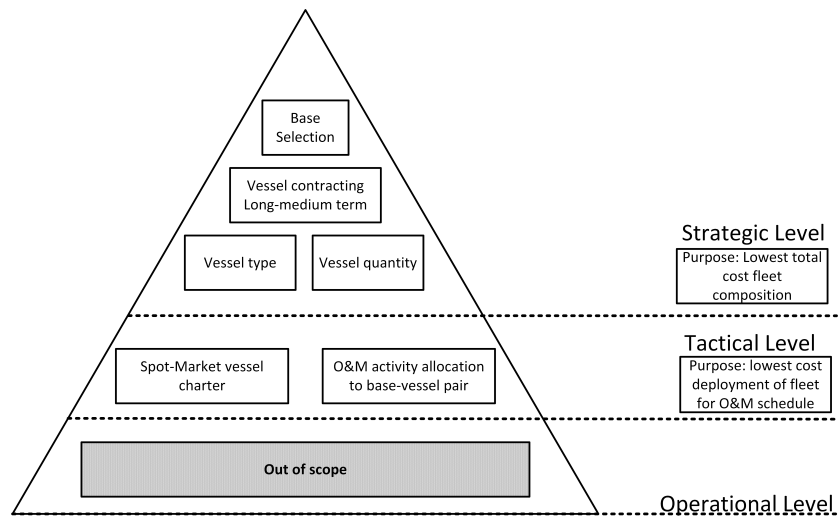 Base
Selection
Vessel contracting
Long-medium term
Vessel type
Vessel quantity
Strategic Level
Purpose: Lowest total
cost fleet
composition
Spot-Market vessel
charter
O&M activity allocation
to base-vessel pair
Tactical Level
Purpose: lowest cost
deployment of fleet
for O&M schedule
Out of scope
Operational Level